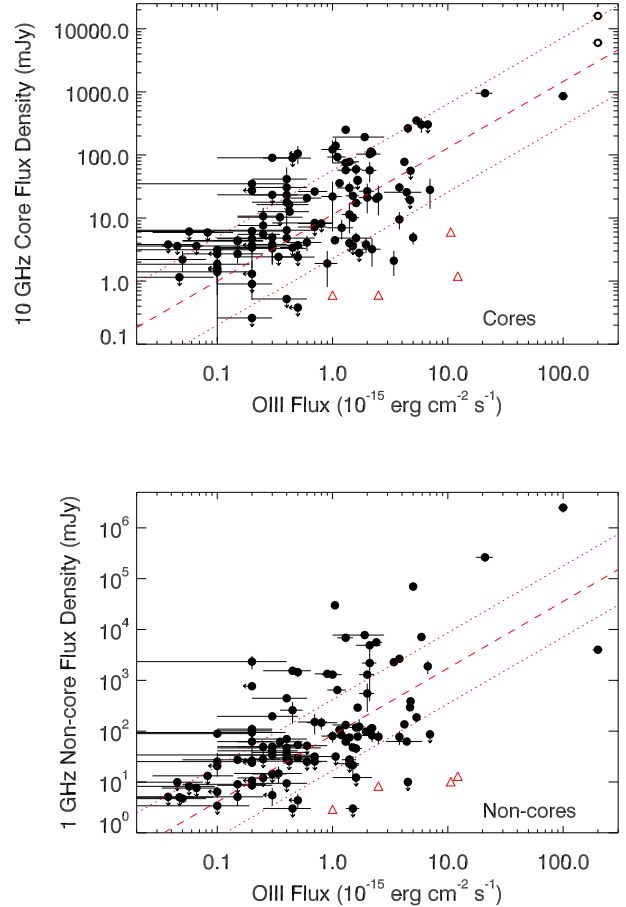 10000.0
1000.0
100.0
10.0
1.0
0.1
10 GHz Core Flux Density (mJy)
Cores
0.1 1.0 10.0 100.0
OIII Flux (10⁻¹⁵ erg cm⁻² s⁻¹)
10⁶
10⁵
10⁴
10³
10²
10¹
10⁰
1 GHz Non-core Flux Density (mJy)
Non-cores
0.1 1.0 10.0 100.0
OIII Flux (10⁻¹⁵ erg cm⁻² s⁻¹)